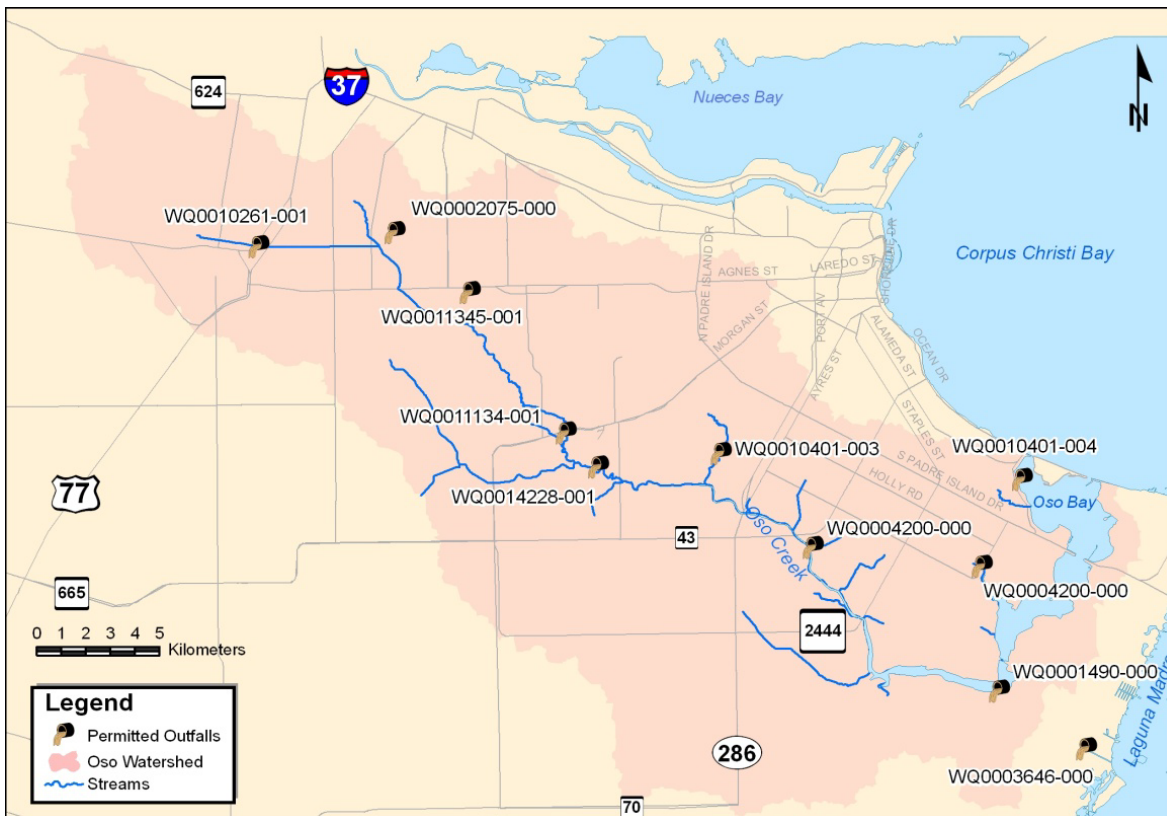 624
37
Nueces Bay
N
WQ0010261-001
WQ0002075-000
Corpus Christi Bay
LAREDO ST
SHORELINE DR
AGNES ST
N PADRE ISLAND DR
MORGAN ST
PORT AV
WQ0011345-001
ALAMEDA ST
OCEAN DR
AYRES ST
STAPLES ST
WQ0011134-001
WQ0010401-003
WQ0010401-004
S PADRE ISLAND DR
HOLLY RD
77
WQ0014228-001
Oso Bay
Oso Creek
43
WQ0004200-000
WQ0004200-000
665
0 1 2 3 4 5
Kilometers
2444
WQ0001490-000
Legend
Permitted Outfalls
Oso Watershed
Streams
286
Laguna
WQ0003646-000
70